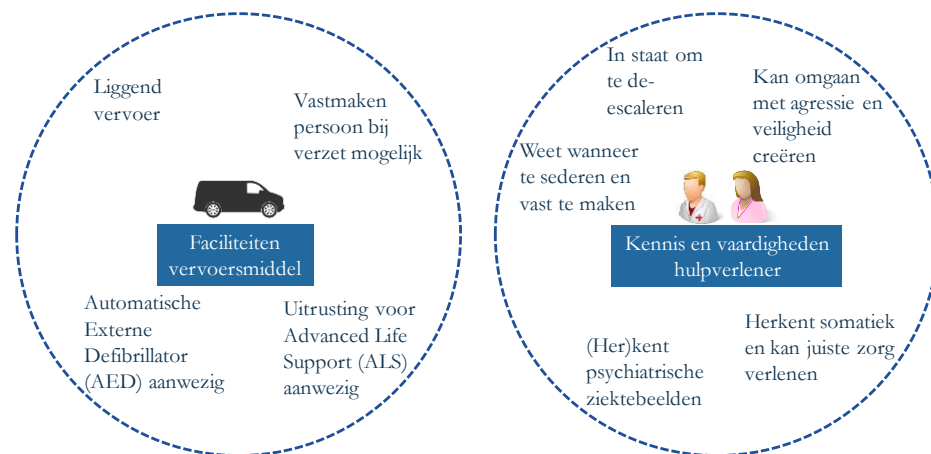 Liggend
vervoer
Vastmaken
persoon bij
verzet mogelijk
Faciliteiten
vervoersmiddel
Automatische
Externe
Defibrillator
(AED) aanwezig
Uitrusting voor
Advanced Life
Support (ALS)
aanwezig
In staat om
te de-
escaleren
Kan omgaan
met agressie en
veiligheid
creëren
Weet wanneer
te sederen en
vast te maken
Kennis en vaardigheden
hulpverlener
(Her)kent
psychiatrische
ziektebeelden
Herkent somatiek
en kan juiste zorg
verlenen